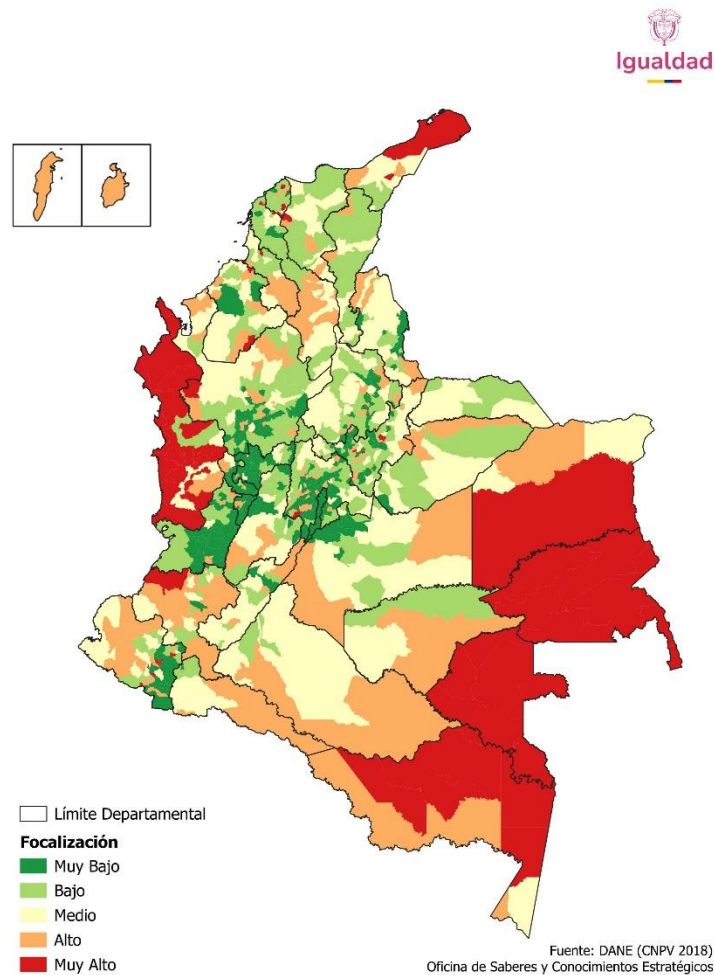 Igualdad
Límite Departamental
Focalización
Muy Bajo
Bajo
Medio
Alto
Muy Alto
Fuente: DANE (CNPV 2018)
Oficina de Saberes y Conocimientos Estratégicos